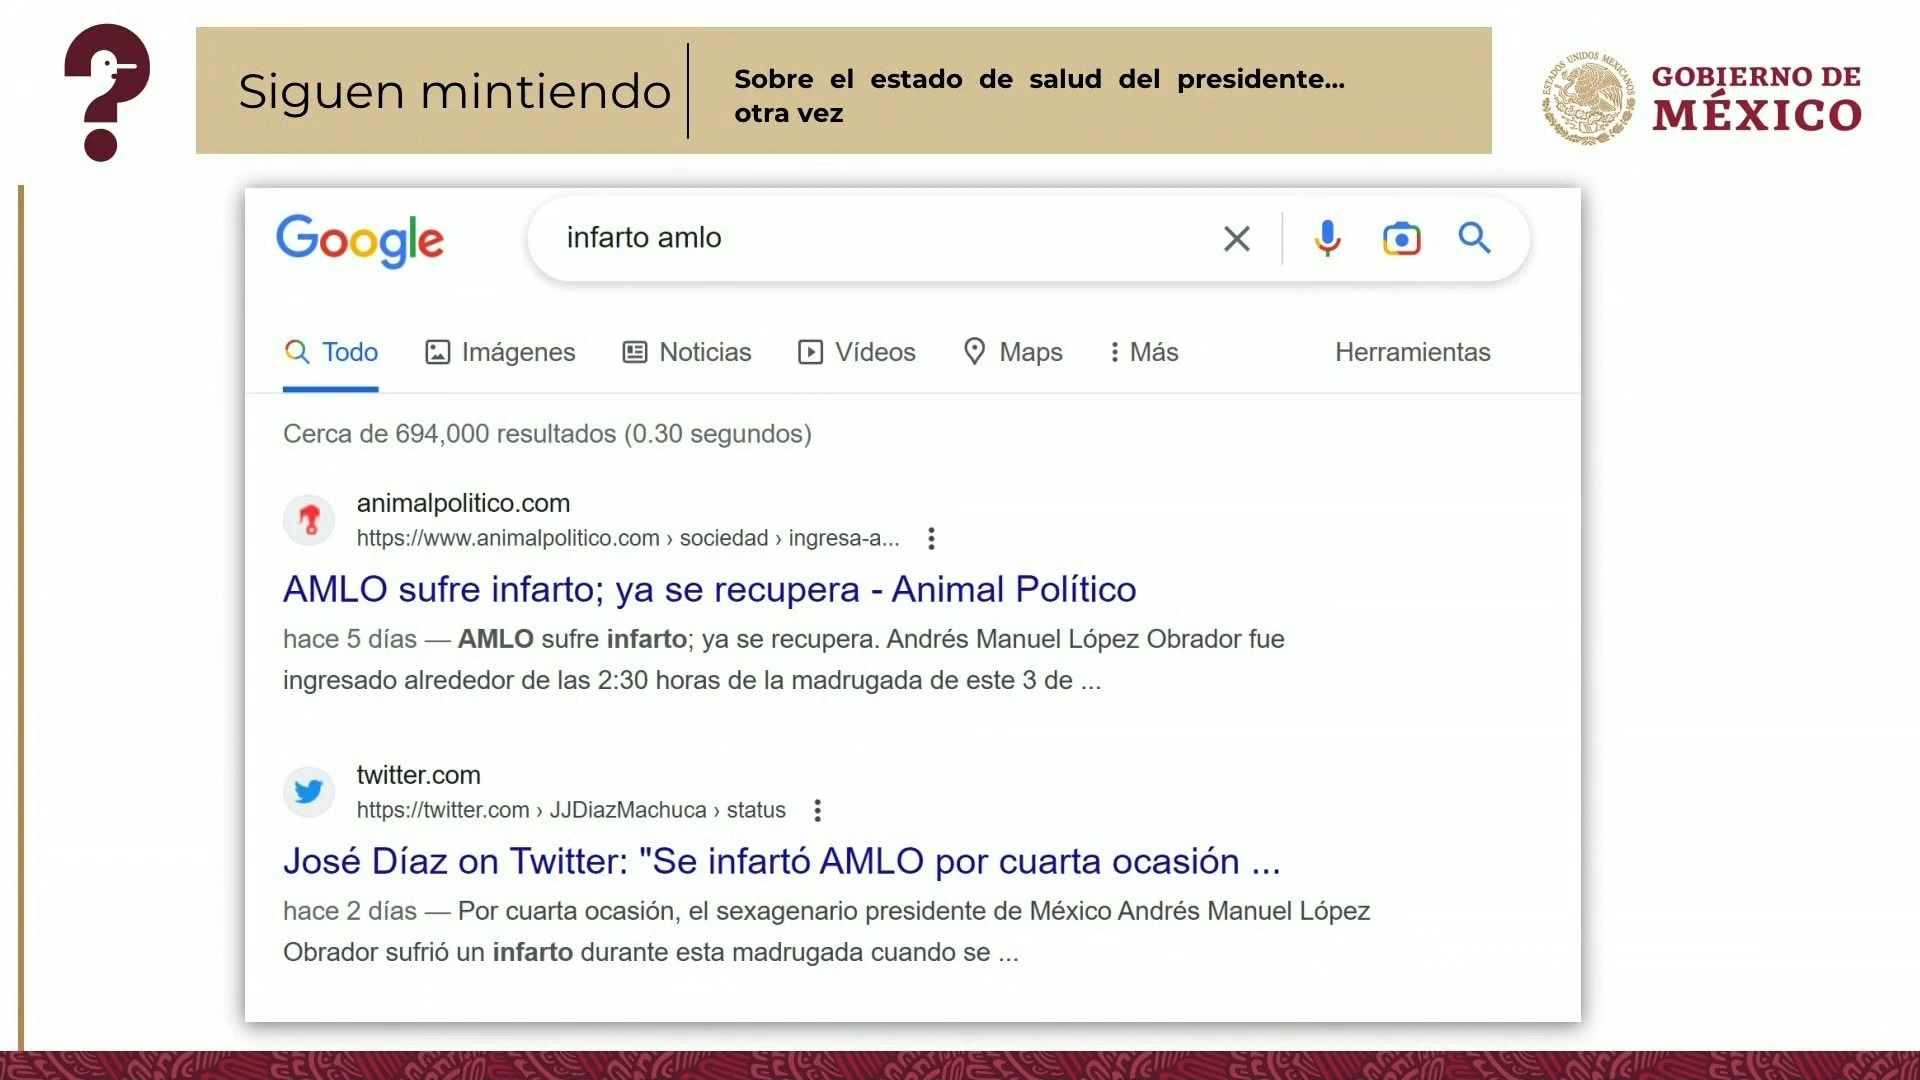 Siguen mintiendo
Sobre el estado de salud del presidente...
otra vez
ESTADOS UNIDOS MEXICANOS
GOBIERNO DE
MÉXICO
Google
infarto amlo
Todo
Imágenes
Noticias
Vídeos
Maps
Más
Herramientas
Cerca de 694,000 resultados (0.30 segundos)
animalpolitico.com
https://www.animalpolitico.com › sociedad › ingresa-a...
AMLO sufre infarto; ya se recupera - Animal Político
hace 5 días — AMLO sufre infarto; ya se recupera. Andrés Manuel López Obrador fue
ingresado alrededor de las 2:30 horas de la madrugada de este 3 de ...
twitter.com
https://twitter.com › JJDiazMachuca › status
José Díaz on Twitter: "Se infartó AMLO por cuarta ocasión ...
hace 2 días — Por cuarta ocasión, el sexagenario presidente de México Andrés Manuel López
Obrador sufrió un infarto durante esta madrugada cuando se ...